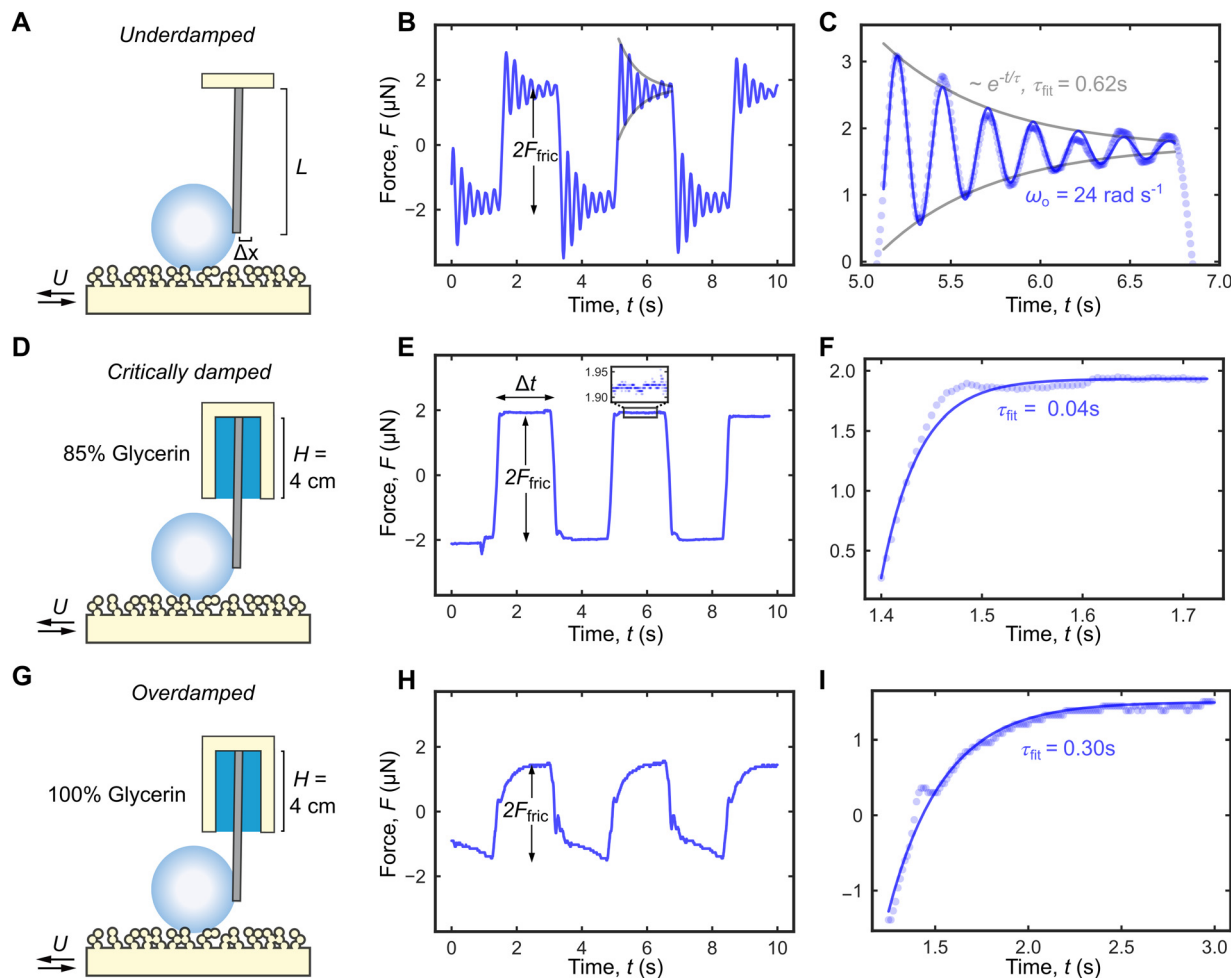 A
Underdamped
L
Δx
U
B
Force, F (µN)
2
0
−2
2F_fric
0 2 4 6 8 10
Time, t (s)
C
3
2
1
0
~ e^-t/τ, τ_fit = 0.62s
ω_o = 24 rad s^-1
5.0 5.5 6.0 6.5 7.0
Time, t (s)
D
Critically damped
85% Glycerin
H =
4 cm
U
E
Force, F (µN)
2
0
−2
Δt
1.95
1.90
2F_fric
0 2 4 6 8 10
Time, t (s)
F
2.0
1.5
1.0
0.5
τ_fit = 0.04s
1.4 1.5 1.6 1.7
Time, t (s)
G
Overdamped
100% Glycerin
H =
4 cm
U
H
Force, F (µN)
2
0
−2
2F_fric
0 2 4 6 8 10
Time, t (s)
I
1
0
−1
τ_fit = 0.30s
1.5 2.0 2.5 3.0
Time, t (s)